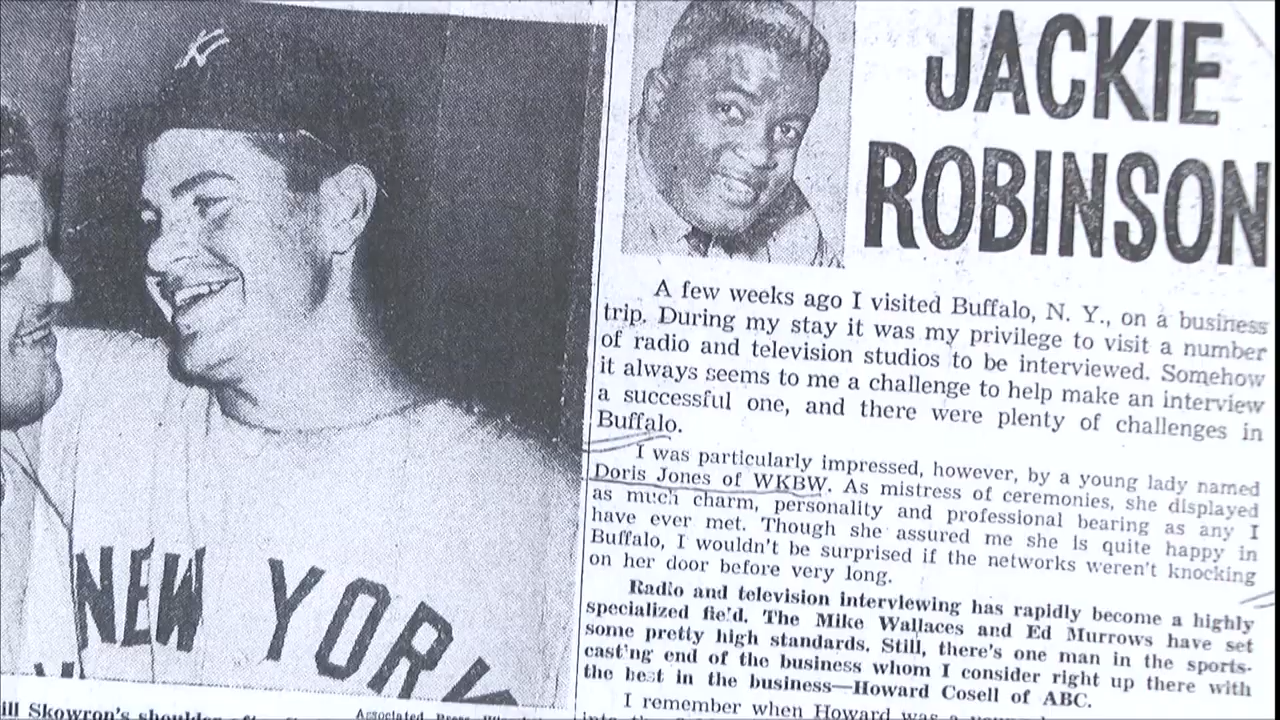 NEW YORK
ill Skowron's shoulder
Associated Press
JACKIE
ROBINSON
A few weeks ago I visited Buffalo, N. Y., on a business
trip. During my stay it was my privilege to visit a number
of radio and television studios to be interviewed. Somehow
it always seems to me a challenge to help make an interview
a successful one, and there were plenty of challenges in
Buffalo.
I was particularly impressed, however, by a young lady named
Doris Jones of WKBW. As mistress of ceremonies, she displayed
as much charm, personality and professional bearing as any I
have ever met. Though she assured me she is quite happy in
Buffalo, I wouldn't be surprised if the networks weren't knocking
on her door before very long.
Radio and television interviewing has rapidly become a highly
specialized field. The Mike Wallaces and Ed Murrows have set
some pretty high standards. Still, there's one man in the sports-
casting end of the business whom I consider right up there with
the best in the business—Howard Cosell of ABC.
I remember when Howard was a